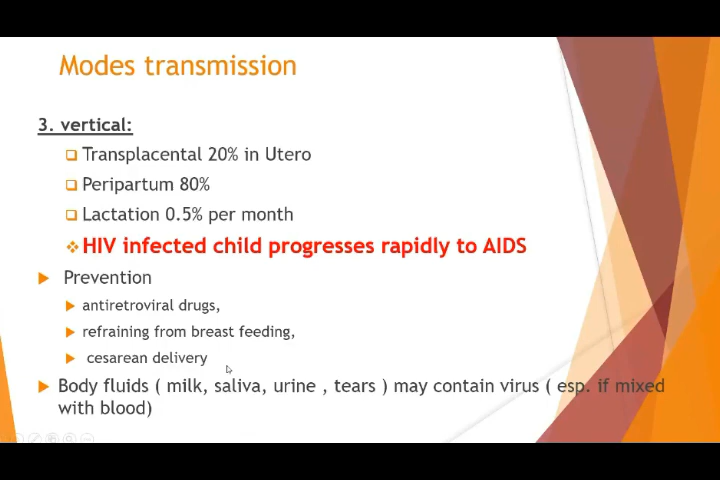 Modes transmission
3. vertical:
Transplacental 20% in Utero
Peripartum 80%
Lactation 0.5% per month
HIV infected child progresses rapidly to AIDS
Prevention
antiretroviral drugs,
refraining from breast feeding,
cesarean delivery
Body fluids ( milk, saliva, urine , tears ) may contain virus ( esp. if mixed
with blood)